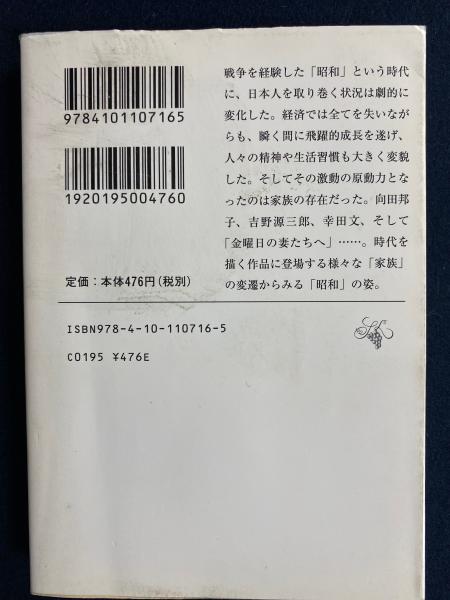 9784101107165
1920195004760
定価：本体476円(税別)
戦争を経験した「昭和」という時代
に、日本人を取り巻く状況は劇的に
変化した。経済では全てを失いなが
らも、瞬く間に飛躍的成長を遂げ、
人々の精神や生活習慣も大きく変貌
した。そしてその激動の原動力とな
ったのは家族の存在だった。向田邦
子、吉野源三郎、幸田文、そして
「金曜日の妻たちへ」……。時代を
描く作品に登場する様々な「家族」
の変遷からみる「昭和」の姿。
ISBN978-4-10-110716-5
C0195 ¥476E